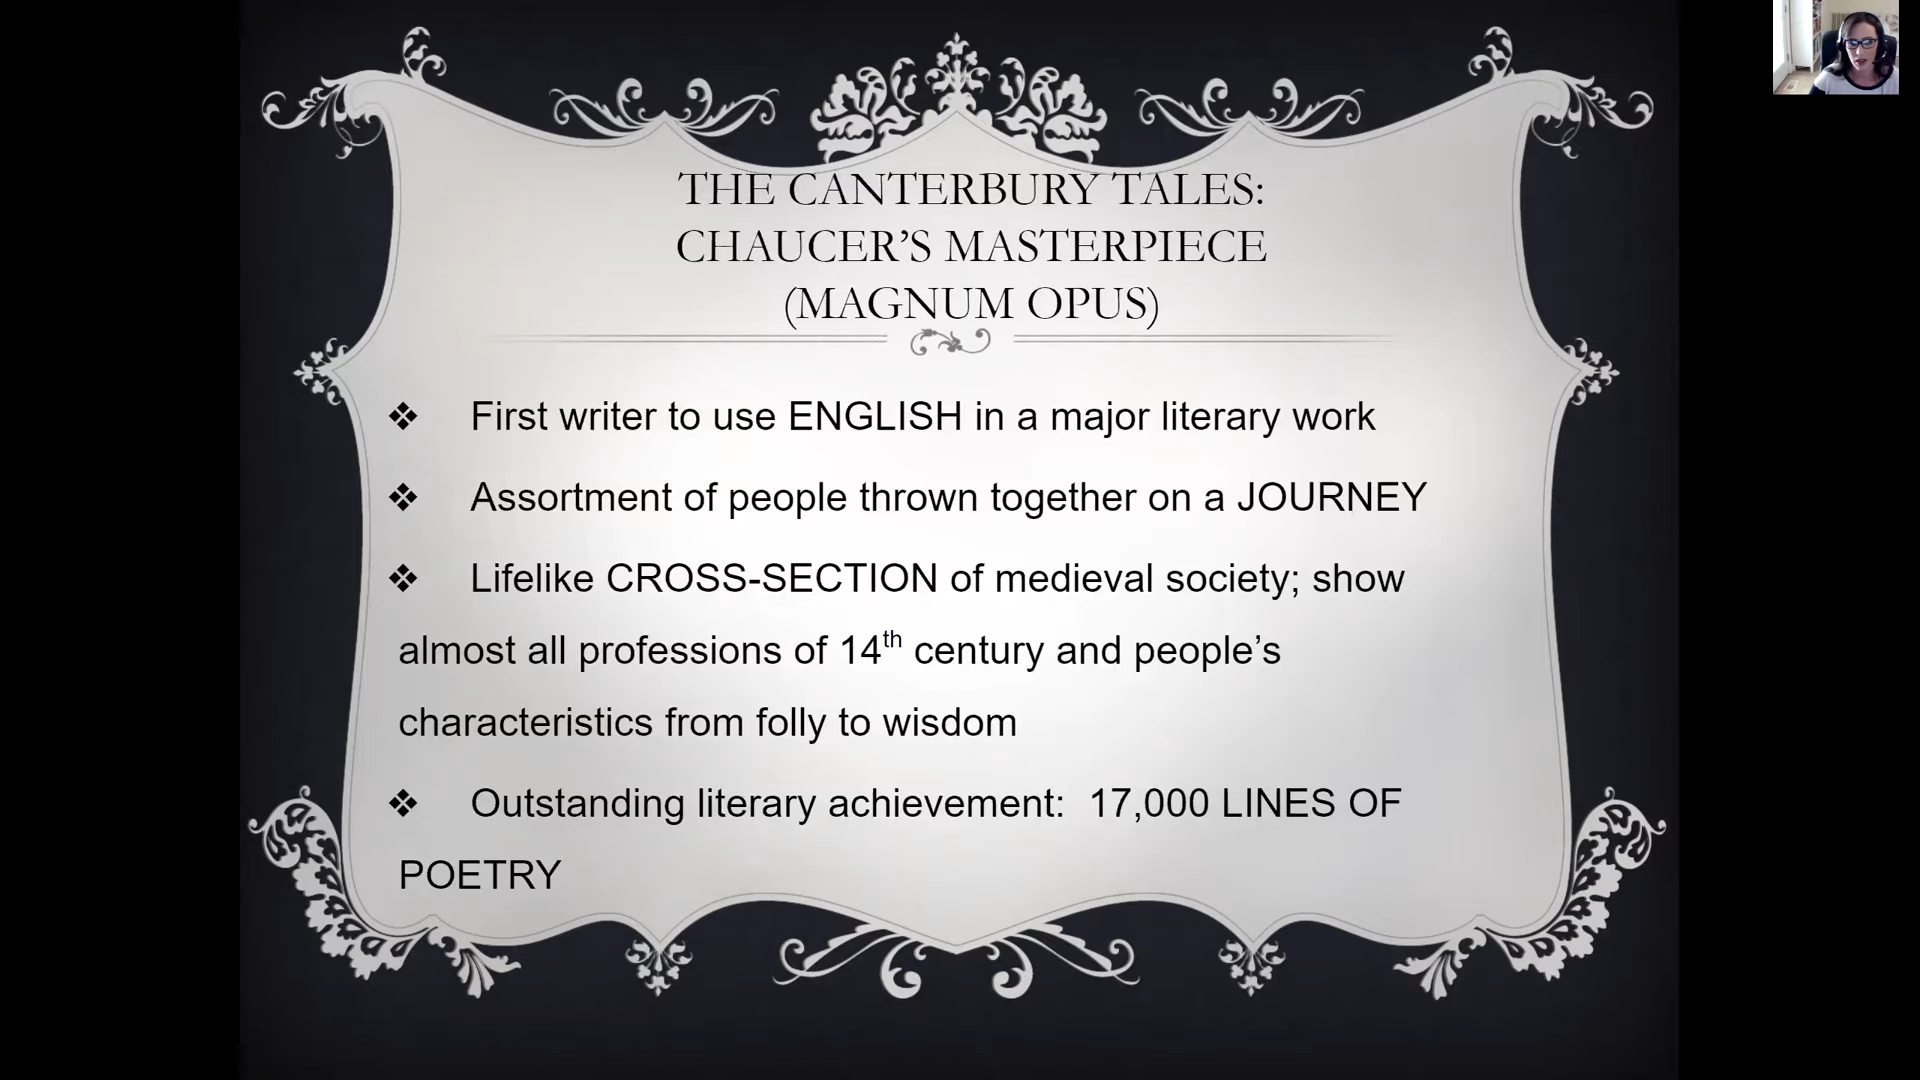 THE CANTERBURY TALES:
CHAUCER’S MASTERPIECE
(MAGNUM OPUS)
❖ First writer to use ENGLISH in a major literary work
❖ Assortment of people thrown together on a JOURNEY
❖ Lifelike CROSS-SECTION of medieval society; show
almost all professions of 14th century and people’s
characteristics from folly to wisdom
❖ Outstanding literary achievement: 17,000 LINES OF
POETRY